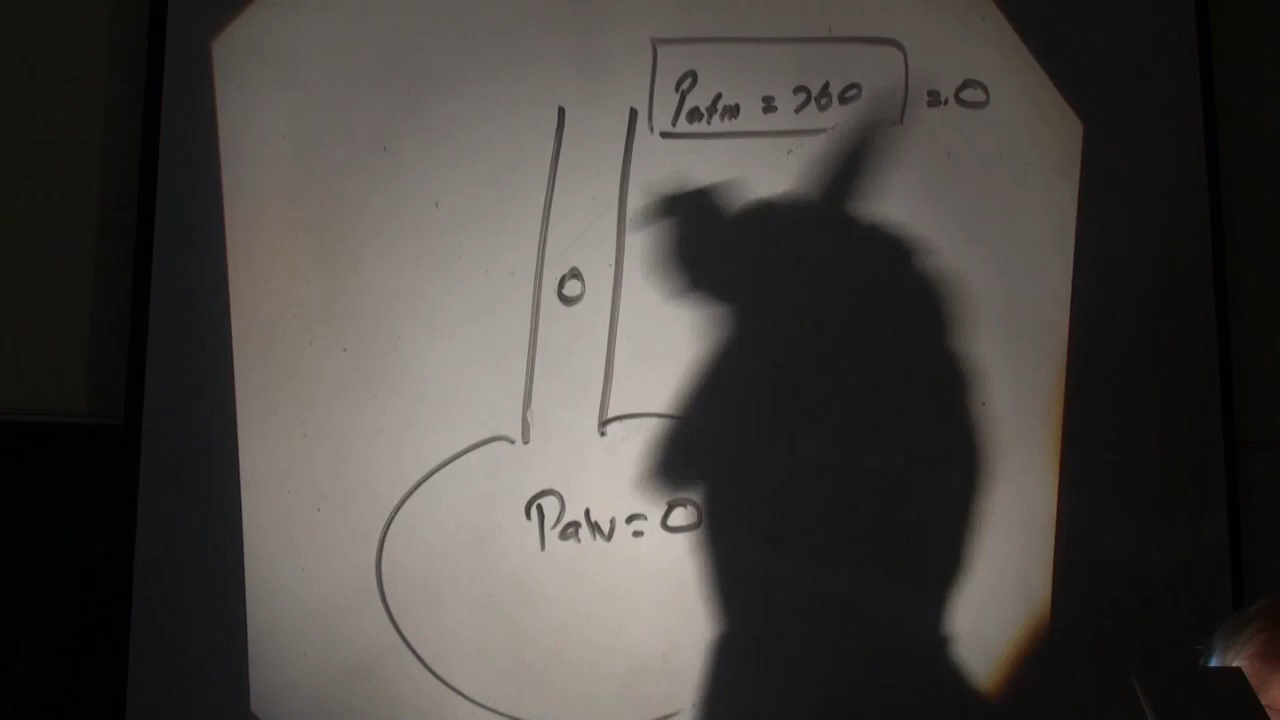 Patm = 760 = 0
0
Palv = 0